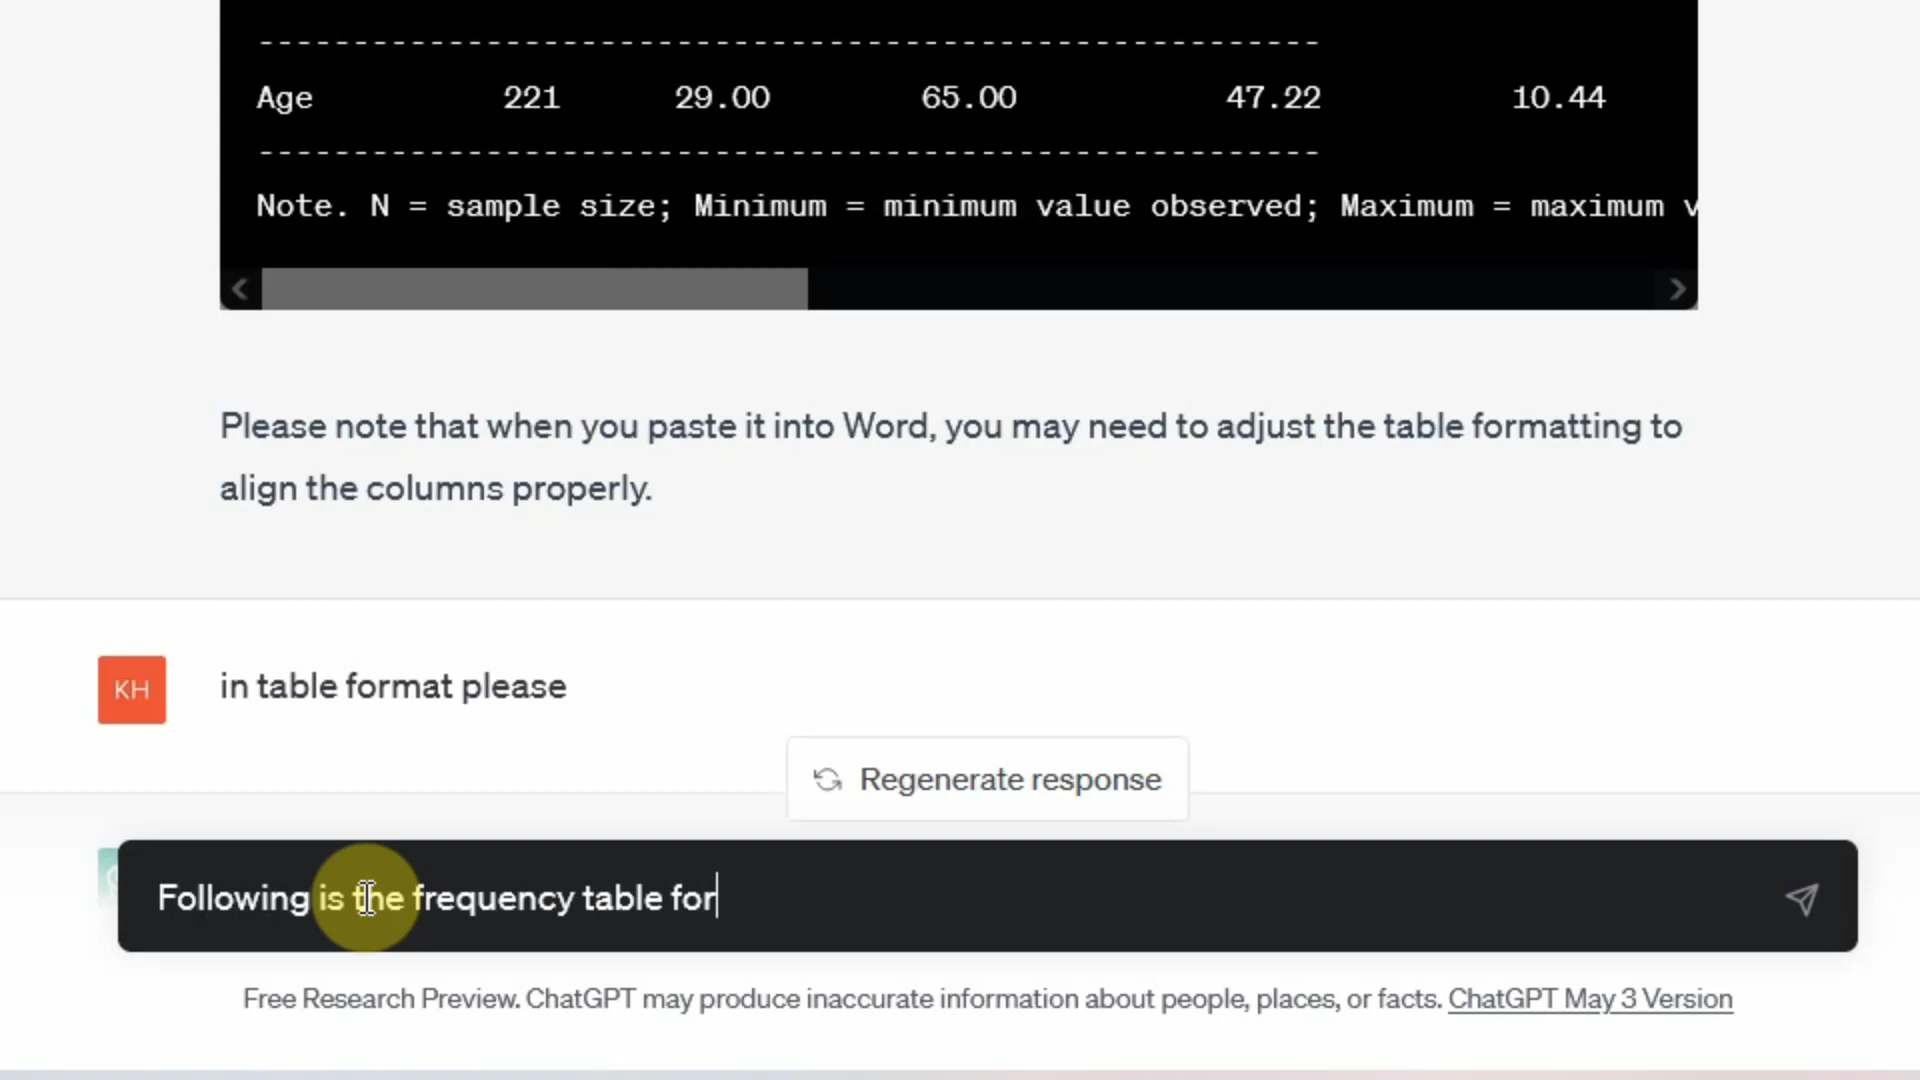 --------------------------------------------------------
Age 221 29.00 65.00 47.22 10.44
--------------------------------------------------------
Note. N = sample size; Minimum = minimum value observed; Maximum = maximum v
Please note that when you paste it into Word, you may need to adjust the table formatting to
align the columns properly.
KH in table format please
Regenerate response
Following is the frequency table for
Free Research Preview. ChatGPT may produce inaccurate information about people, places, or facts. ChatGPT May 3 Version